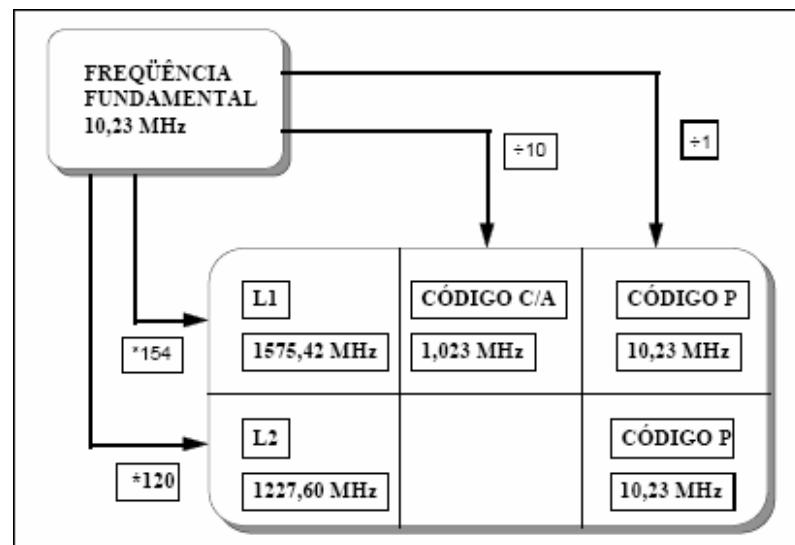 FREQÜÊNCIA
FUNDAMENTAL
10,23 MHz
÷10
÷1
L1
CÓDIGO C/A
CÓDIGO P
*154
1575,42 MHz
1,023 MHz
10,23 MHz
L2
CÓDIGO P
*120
1227,60 MHz
10,23 MHz